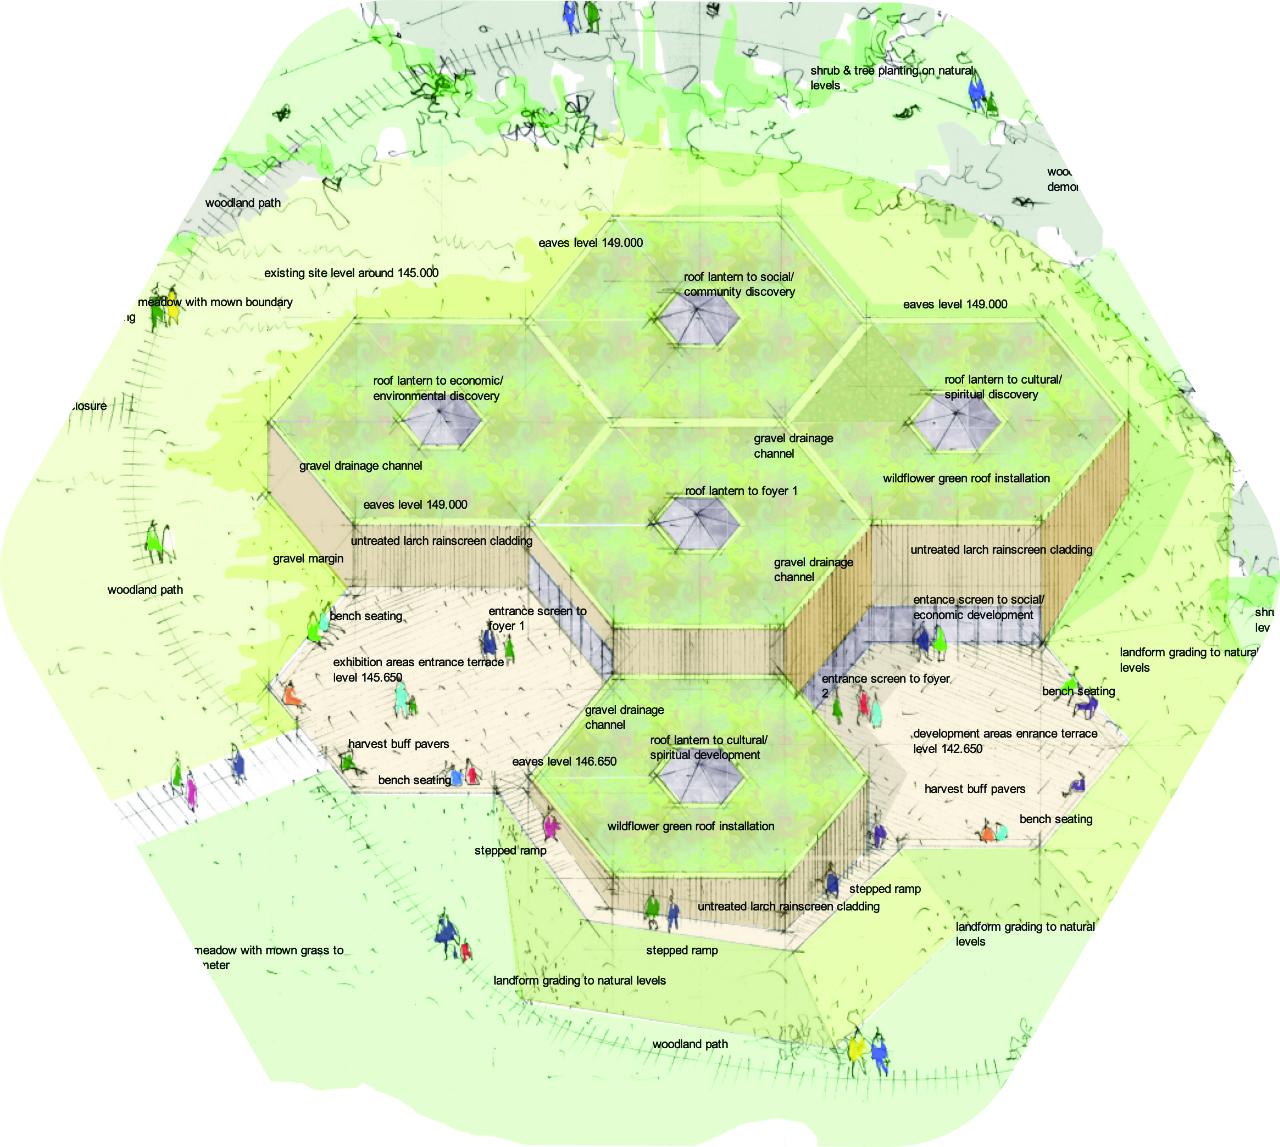 shrub & tree planting on natural
levels
woodland path
eaves level 149.000
existing site level around 145.000
roof lantern to social/
community discovery
meadow with mown boundary
eaves level 149.000
roof lantern to economic/
environmental discovery
roof lantern to cultural/
spiritual discovery
gravel drainage
channel
gravel drainage channel
wildflower green roof installation
roof lantern to foyer 1
eaves level 149.000
untreated larch rainscreen cladding
untreated larch rainscreen cladding
gravel margin
gravel drainage
channel
woodland path
bench seating
entrance screen to
foyer 1
entance screen to social/
economic development
exhibition areas entrance terrace
level 145.650
landform grading to natural
levels
entrance screen to foyer
2
bench seating
gravel drainage
channel
harvest buff pavers
roof lantern to cultural/
spiritual development
development areas enrance terrace
level 142.650
eaves level 146.650
bench seating
harvest buff pavers
bench seating
wildflower green roof installation
stepped ramp
stepped ramp
untreated larch rainscreen cladding
landform grading to natural
levels
meadow with mown grass to
stepped ramp
landform grading to natural levels
woodland path